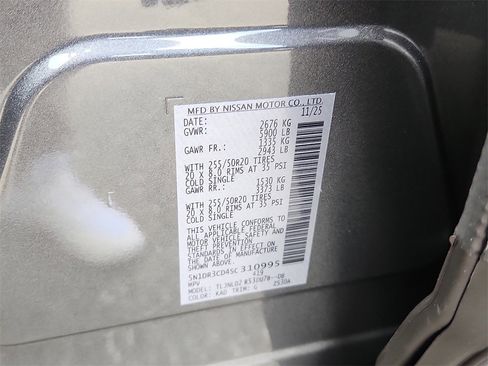 MFD BY NISSAN MOTOR CO., LTD
DATE: 11/25
GVWR: 2676 KG
5900 LB
GAWR FR.: 1335 KG
2943 LB
WITH 255/50R20 TIRES
20 X 8.0 RIMS AT 35 PSI
COLD SINGLE
GAWR RR.: 1530 KG
3373 LB
WITH 255/50R20 TIRES
20 X 8.0 RIMS AT 35 PSI
COLD SINGLE
THIS VEHICLE CONFORMS TO
ALL APPLICABLE FEDERAL
MOTOR VEHICLE SAFETY AND
THEFT PREVENTION
STANDARDS IN EFFECT ON
THE DATE OF MANUFACTURE
SHOWN ABOVE.
5N1DR3CD4SC310995
MPV 419
MODEL:
COLOR: KAD TRIM: G 2530A